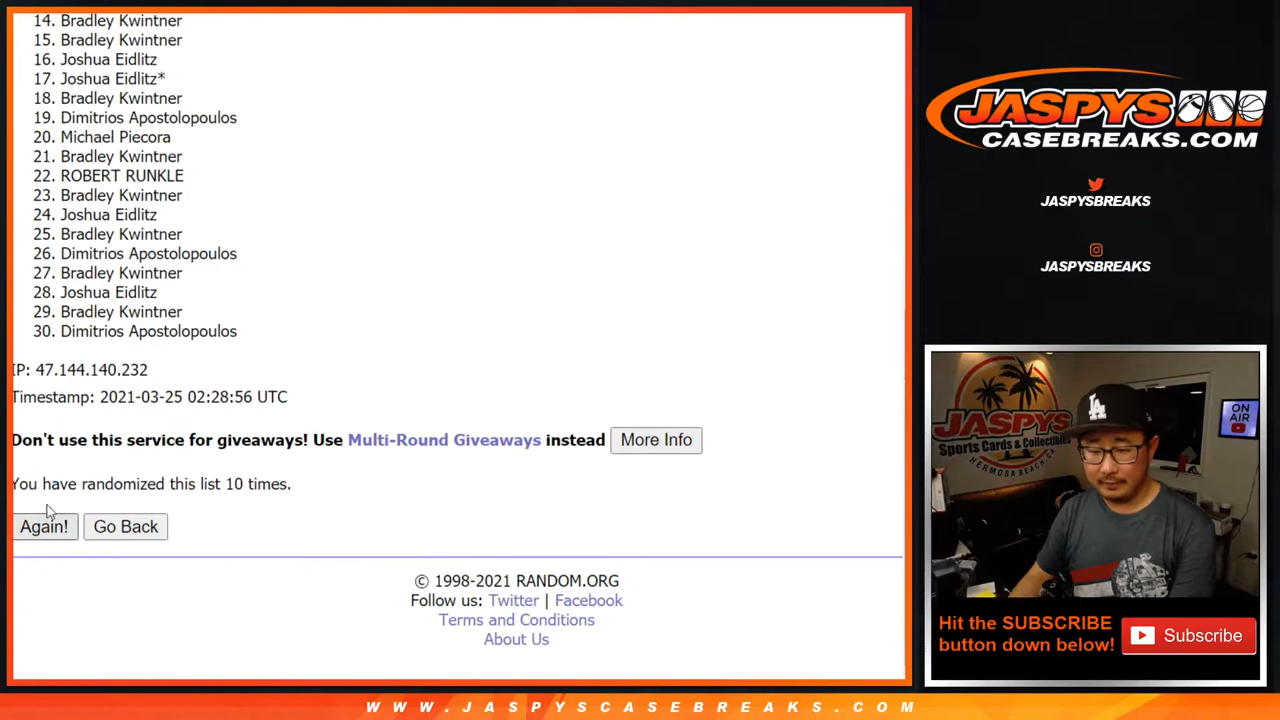 14. Bradley Kwintner
15. Bradley Kwintner
16. Joshua Eidlitz
17. Joshua Eidlitz*
18. Bradley Kwintner
19. Dimitrios Apostolopoulos
20. Michael Piecora
21. Bradley Kwintner
22. ROBERT RUNKLE
23. Bradley Kwintner
24. Joshua Eidlitz
25. Bradley Kwintner
26. Dimitrios Apostolopoulos
27. Bradley Kwintner
28. Joshua Eidlitz
29. Bradley Kwintner
30. Dimitrios Apostolopoulos
IP: 47.144.140.232
Timestamp: 2021-03-25 02:28:56 UTC
Don't use this service for giveaways! Use Multi-Round Giveaways instead More Info
You have randomized this list 10 times.
Again! Go Back
© 1998-2021 RANDOM.ORG
Follow us: Twitter | Facebook
Terms and Conditions
About Us
JASPYS
CASEBREAKS.COM
JASPYSBREAKS
JASPYSBREAKS
JASPYS
Sports Cards & Collectibles
HERMOSA BEACH, CA
LA
ON
AIR
Hit the SUBSCRIBE
button down below!
Subscribe
WWW.JASPYSCASEBREAKS.COM